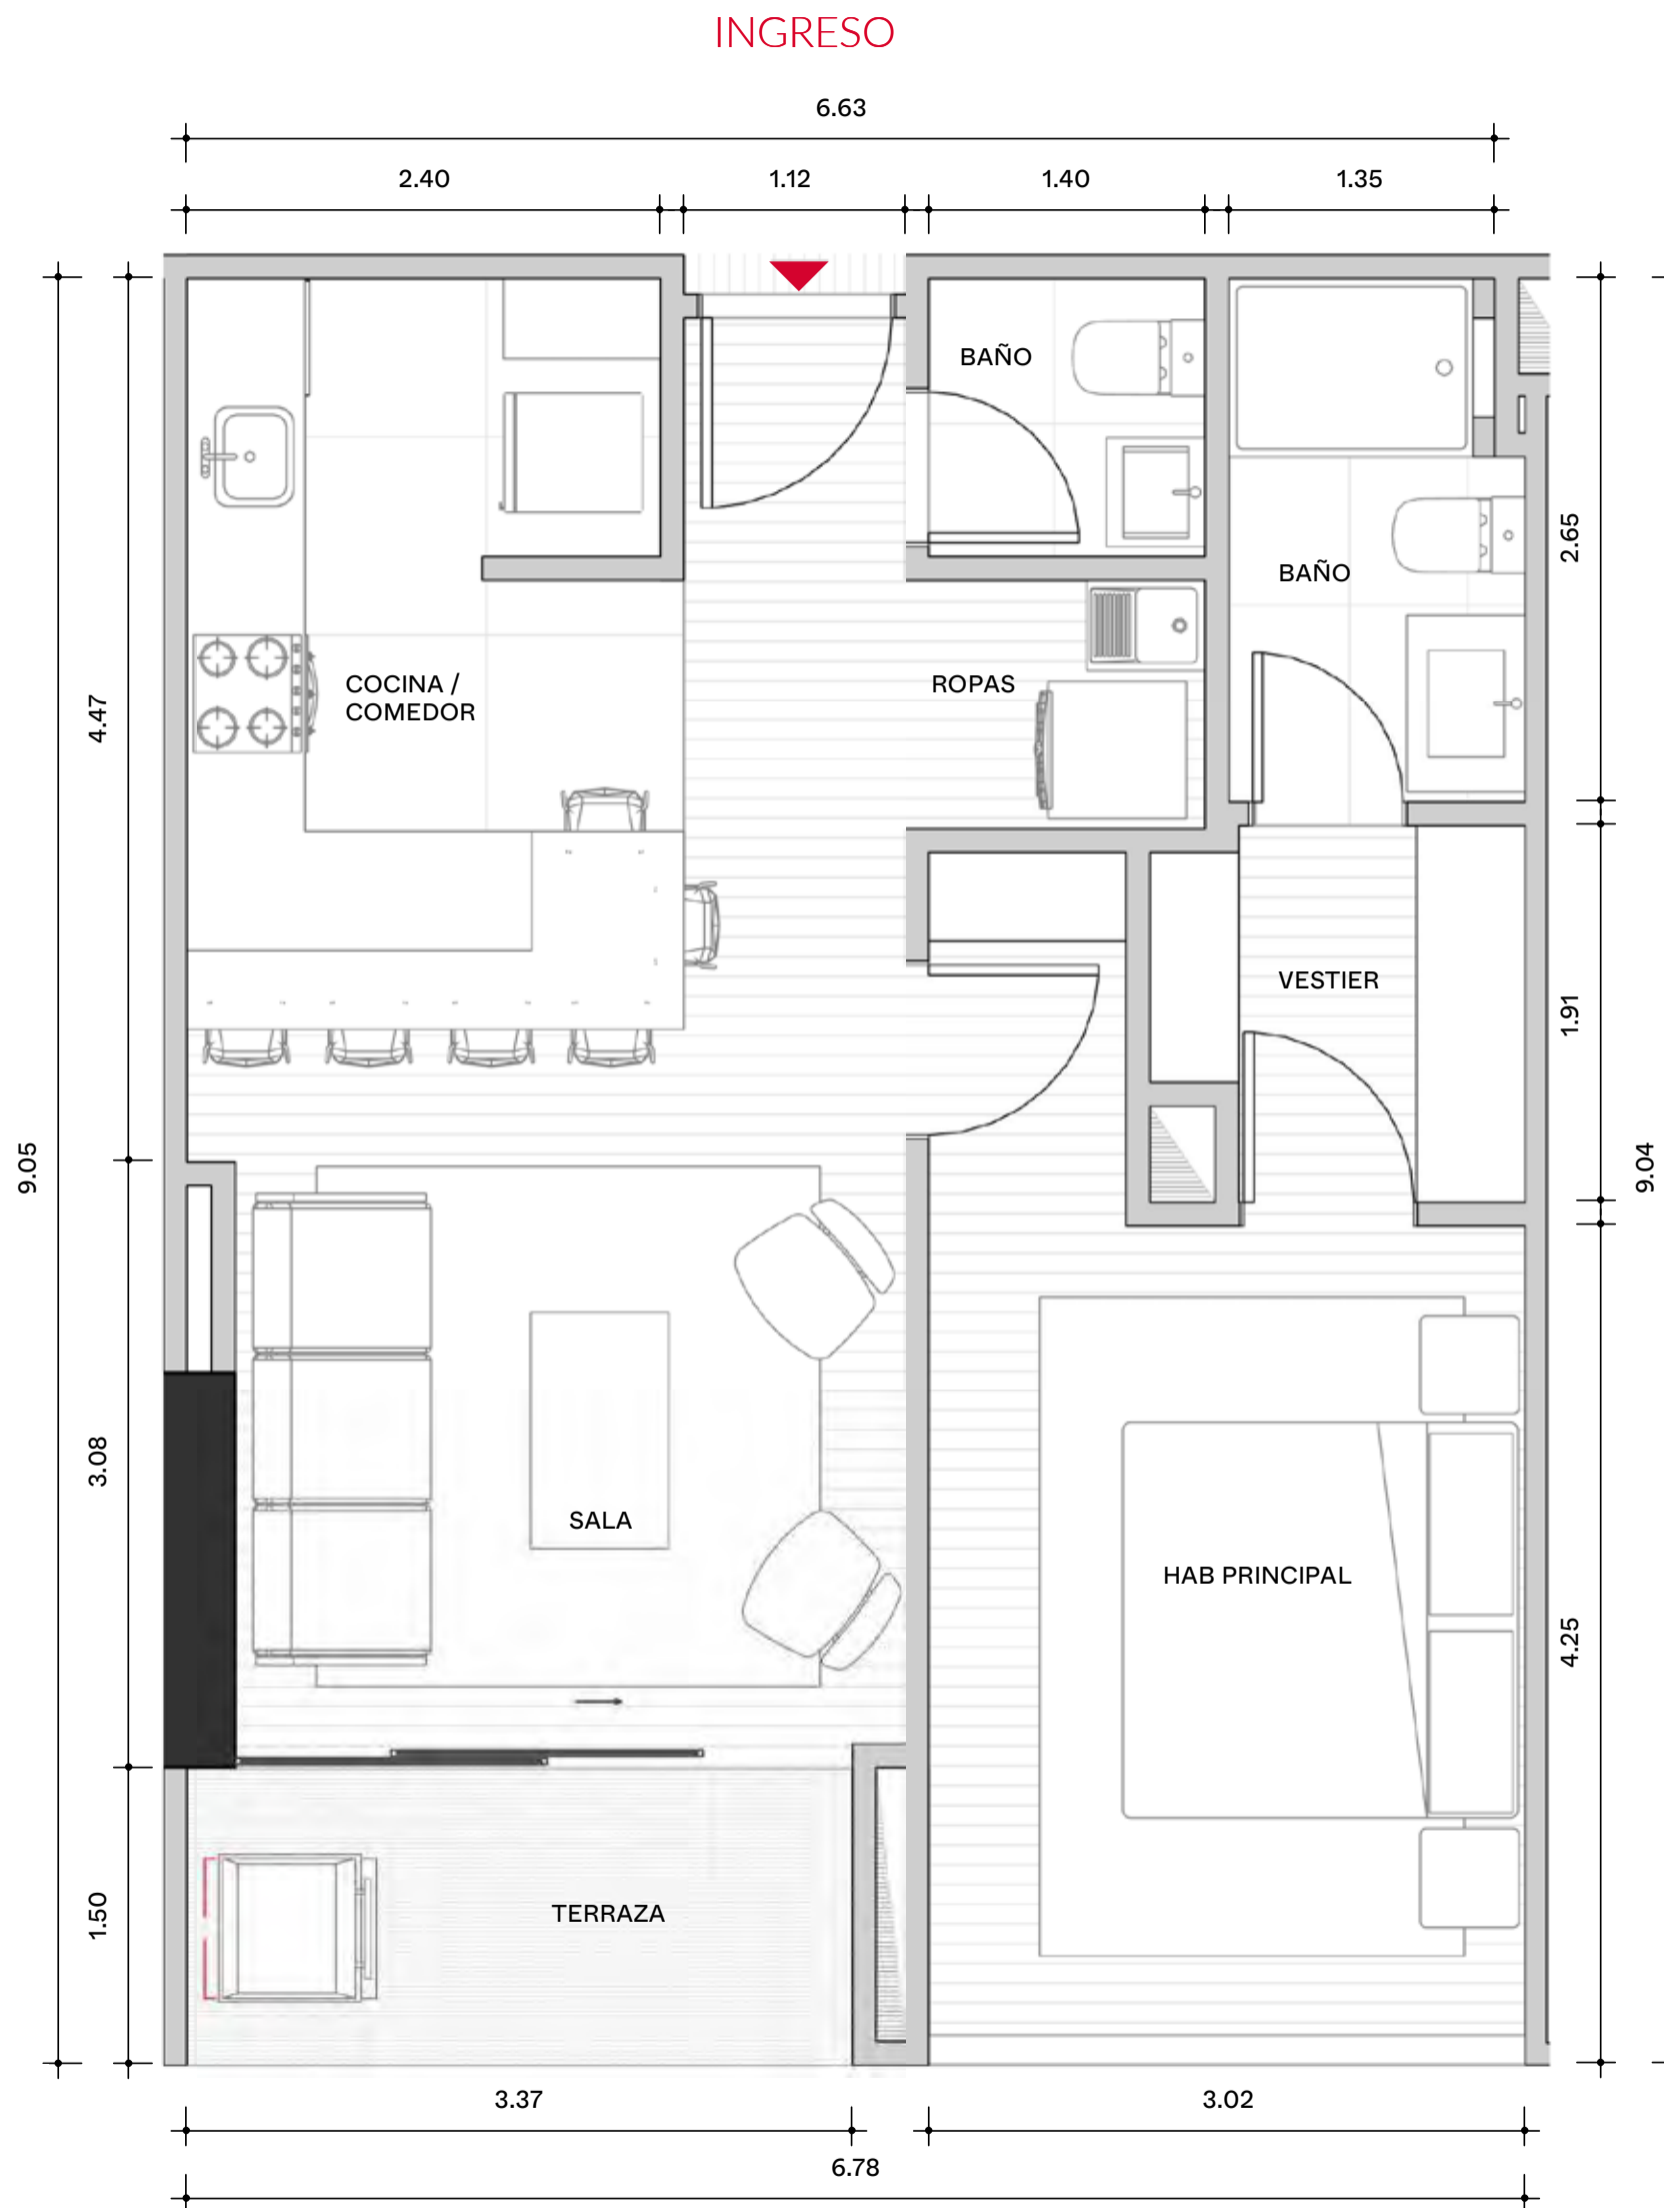 INGRESO
6.63
2.40
1.12
1.40
1.35
BAÑO
2.65
BAÑO
COCINA /
COMEDOR
ROPAS
4.47
VESTIER
1.91
9.05
9.04
3.08
SALA
HAB PRINCIPAL
4.25
1.50
TERRAZA
3.37
3.02
6.78